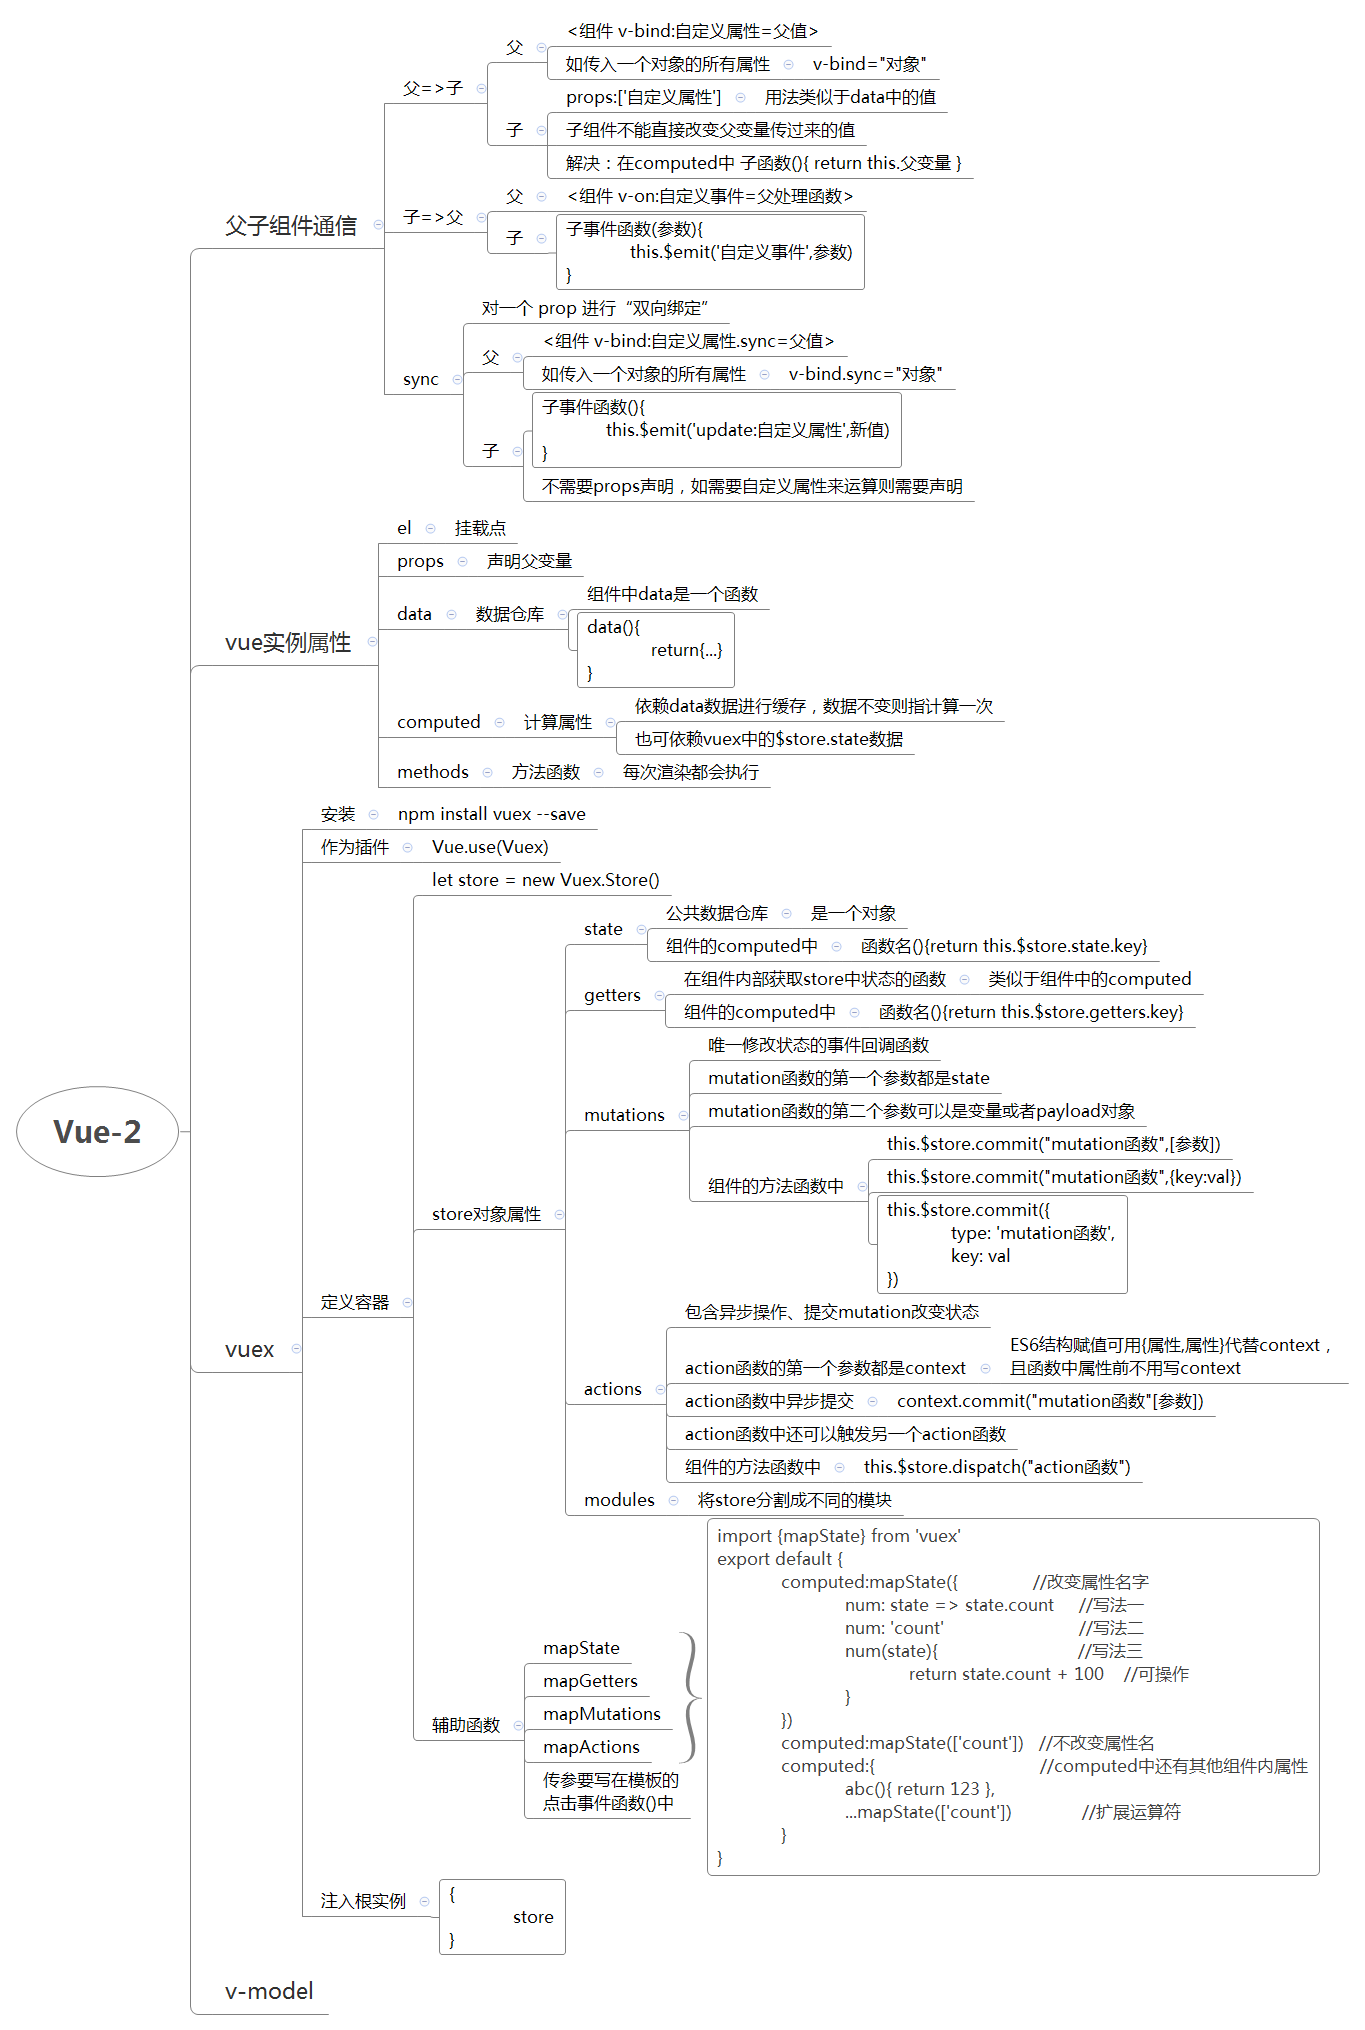 Vue-2
父子组件通信
父=>子
父
<组件 v-bind:自定义属性=父值>
如传入一个对象的所有属性
v-bind="对象"
子
props:['自定义属性']
用法类似于data中的值
子组件不能直接改变父变量传过来的值
解决：在computed中 子函数(){ return this.父变量 }
子=>父
父
<组件 v-on:自定义事件=父处理函数>
子
子事件函数(参数){
this.$emit('自定义事件',参数)
}
sync
对一个 prop 进行“双向绑定”
父
<组件 v-bind:自定义属性.sync=父值>
如传入一个对象的所有属性
v-bind.sync="对象"
子
子事件函数(){
this.$emit('update:自定义属性',新值)
}
不需要props声明，如需要自定义属性来运算则需要声明
vue实例属性
el
挂载点
props
声明父变量
data
数据仓库
组件中data是一个函数
data(){
return{...}
}
computed
计算属性
依赖data数据进行缓存，数据不变则指计算一次
也可依赖vuex中的$store.state数据
methods
方法函数
每次渲染都会执行
vuex
安装
npm install vuex --save
作为插件
Vue.use(Vuex)
定义容器
let store = new Vuex.Store()
store对象属性
state
公共数据仓库
是一个对象
组件的computed中
函数名(){return this.$store.state.key}
getters
在组件内部获取store中状态的函数
类似于组件中的computed
组件的computed中
函数名(){return this.$store.getters.key}
mutations
唯一修改状态的事件回调函数
mutation函数的第一个参数都是state
mutation函数的第二个参数可以是变量或者payload对象
组件的方法函数中
this.$store.commit("mutation函数",[参数])
this.$store.commit("mutation函数",{key:val})
this.$store.commit({
type: 'mutation函数',
key: val
})
actions
包含异步操作、提交mutation改变状态
action函数的第一个参数都是context
ES6结构赋值可用{属性,属性}代替context，
且函数中属性前不用写context
action函数中异步提交
context.commit("mutation函数"[参数])
action函数中还可以触发另一个action函数
组件的方法函数中
this.$store.dispatch("action函数")
modules
将store分割成不同的模块
辅助函数
mapState
mapGetters
mapMutations
mapActions
传参要写在模板的
点击事件函数()中
import {mapState} from 'vuex'
export default {
computed:mapState({ //改变属性名字
num: state => state.count //写法一
num: 'count' //写法二
num(state){ //写法三
return state.count + 100 //可操作
}
})
computed:mapState(['count']) //不改变属性名
computed:{ //computed中还有其他组件内属性
abc(){ return 123 },
...mapState(['count']) //扩展运算符
}
}
注入根实例
{
store
}
v-model